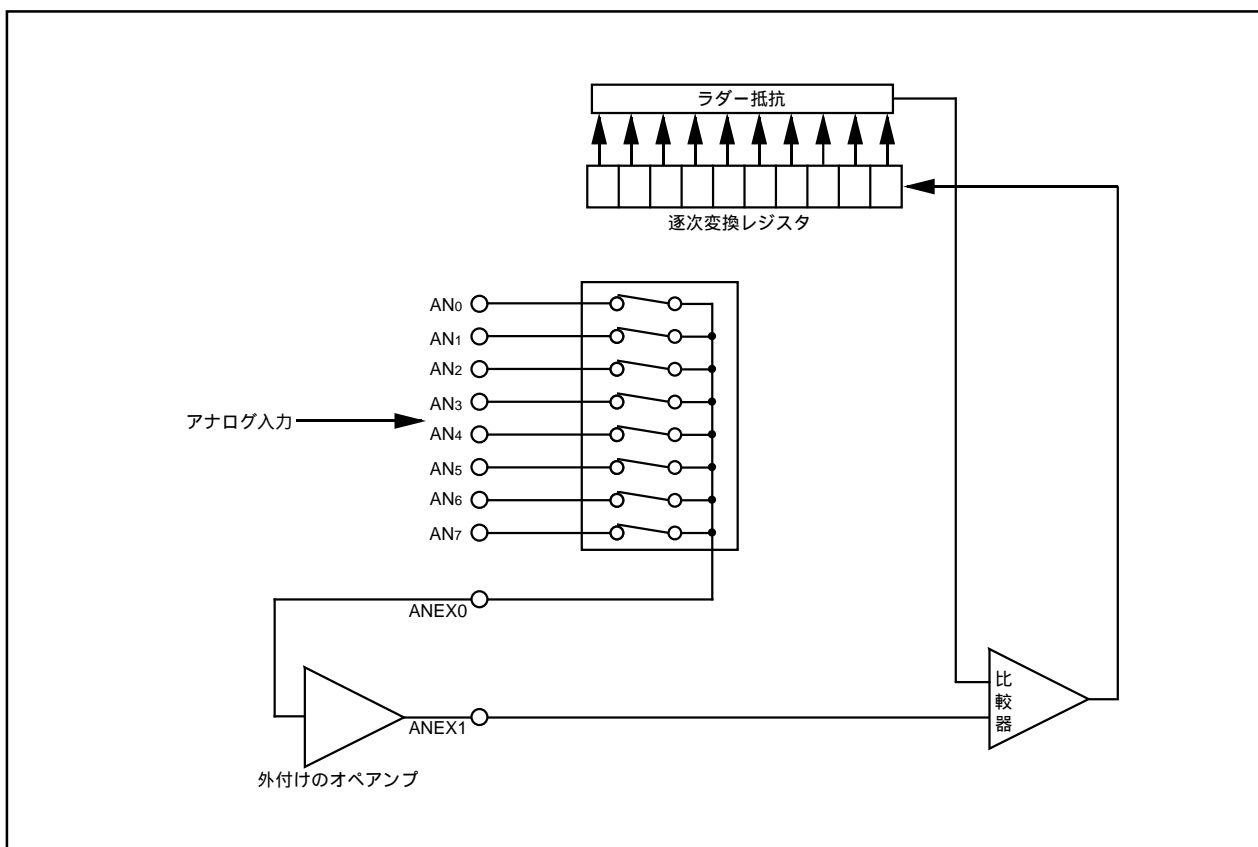 ラダー抵抗
逐次変換レジスタ
AN0
AN1
AN2
アナログ入力
AN3
AN4
AN5
AN6
AN7
ANEX0
ANEX1
外付けのオペアンプ
比較器